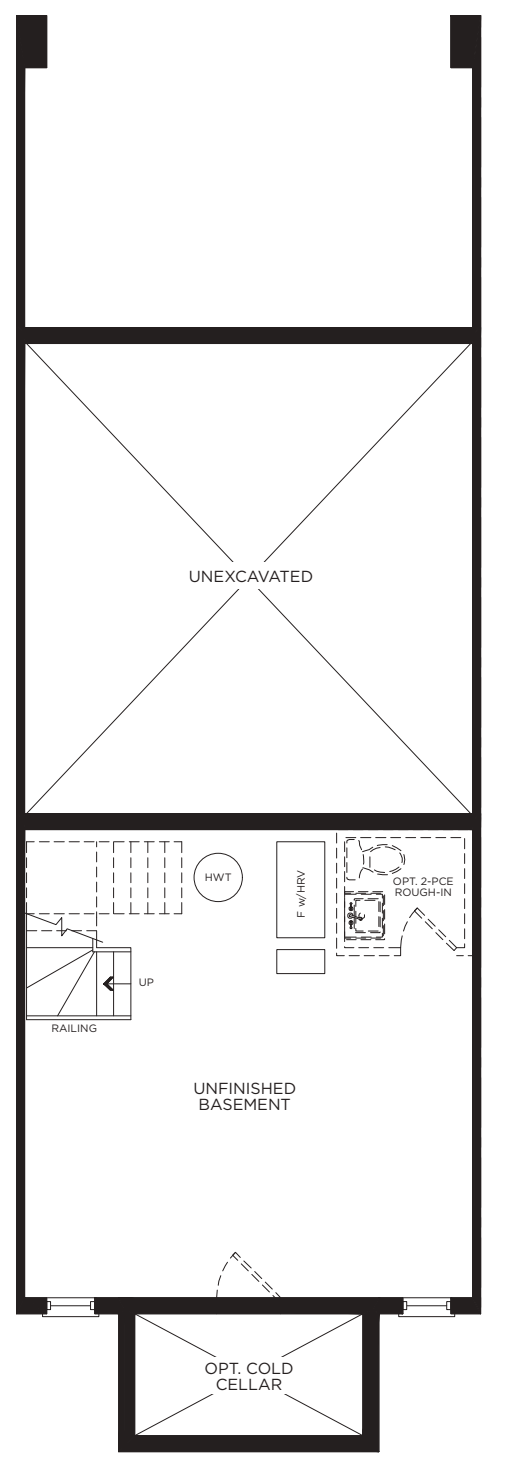 UNEXCAVATED
HWT
F w/HRV
OPT. 2-PCE
ROUGH-IN
UP
RAILING
UNFINISHED
BASEMENT
OPT. COLD
CELLAR